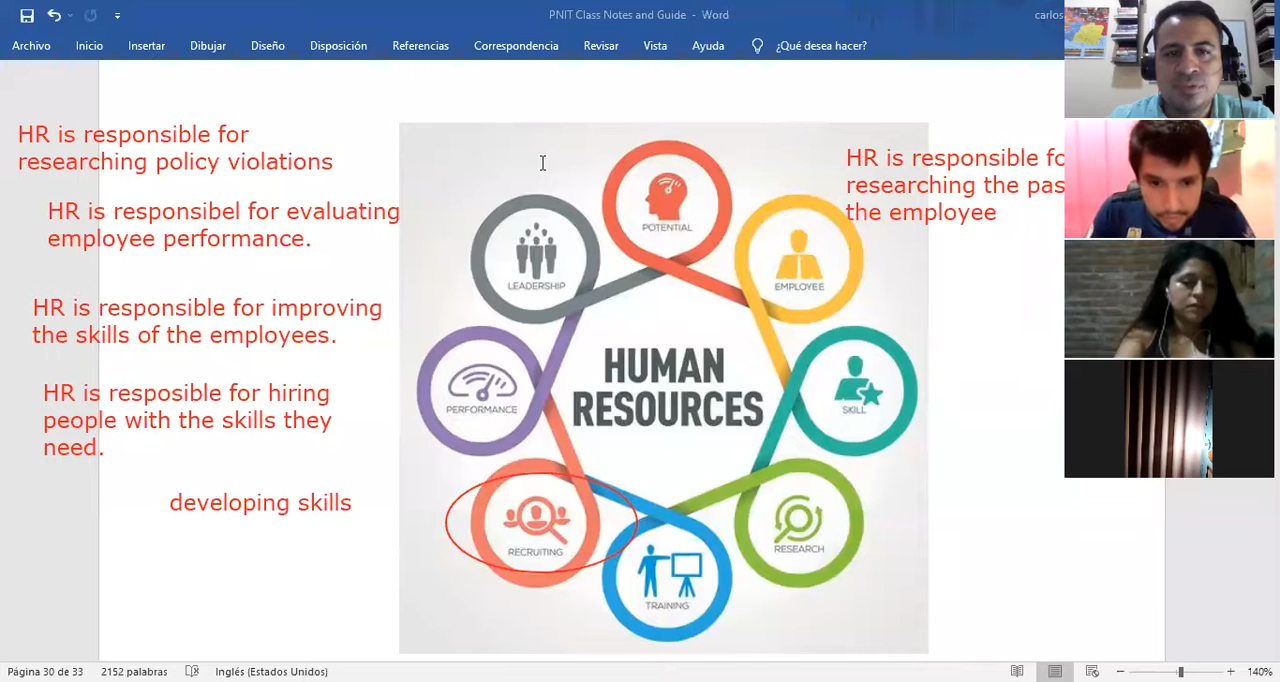 PNIT Class Notes and Guide - Word
carlos
Archivo Inicio Insertar Dibujar Diseño Disposición Referencias Correspondencia Revisar Vista Ayuda ¿Qué desea hacer?
HR is responsible for
researching policy violations
HR is responsibel for evaluating
employee performance.
HR is responsible for improving
the skills of the employees.
HR is resposible for hiring
people with the skills they
need.
developing skills
POTENTIAL
LEADERSHIP
EMPLOYEE
HUMAN
RESOURCES
PERFORMANCE
SKILL
RECRUITING
RESEARCH
TRAINING
HR is responsible
researching the
the employee
Página 30 de 33 2152 palabras Inglés (Estados Unidos) 140%